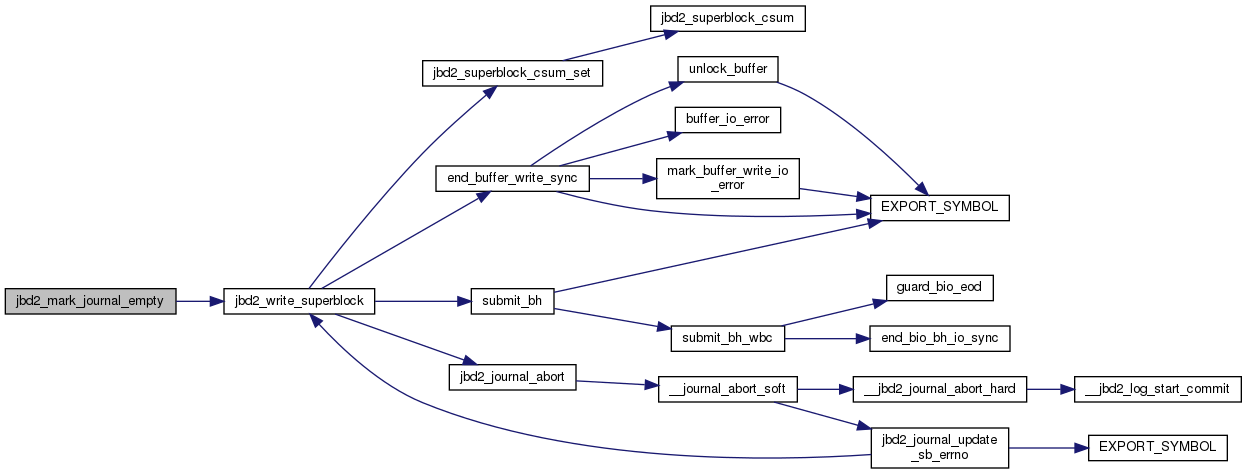 jbd2_superblock_csum
jbd2_superblock_csum_set
unlock_buffer
buffer_io_error
end_buffer_write_sync
mark_buffer_write_io
_error
EXPORT_SYMBOL
jbd2_mark_journal_empty
jbd2_write_superblock
submit_bh
guard_bio_eod
submit_bh_wbc
end_bio_bh_io_sync
jbd2_journal_abort
__journal_abort_soft
__jbd2_journal_abort_hard
__jbd2_log_start_commit
jbd2_journal_update
_sb_errno
EXPORT_SYMBOL